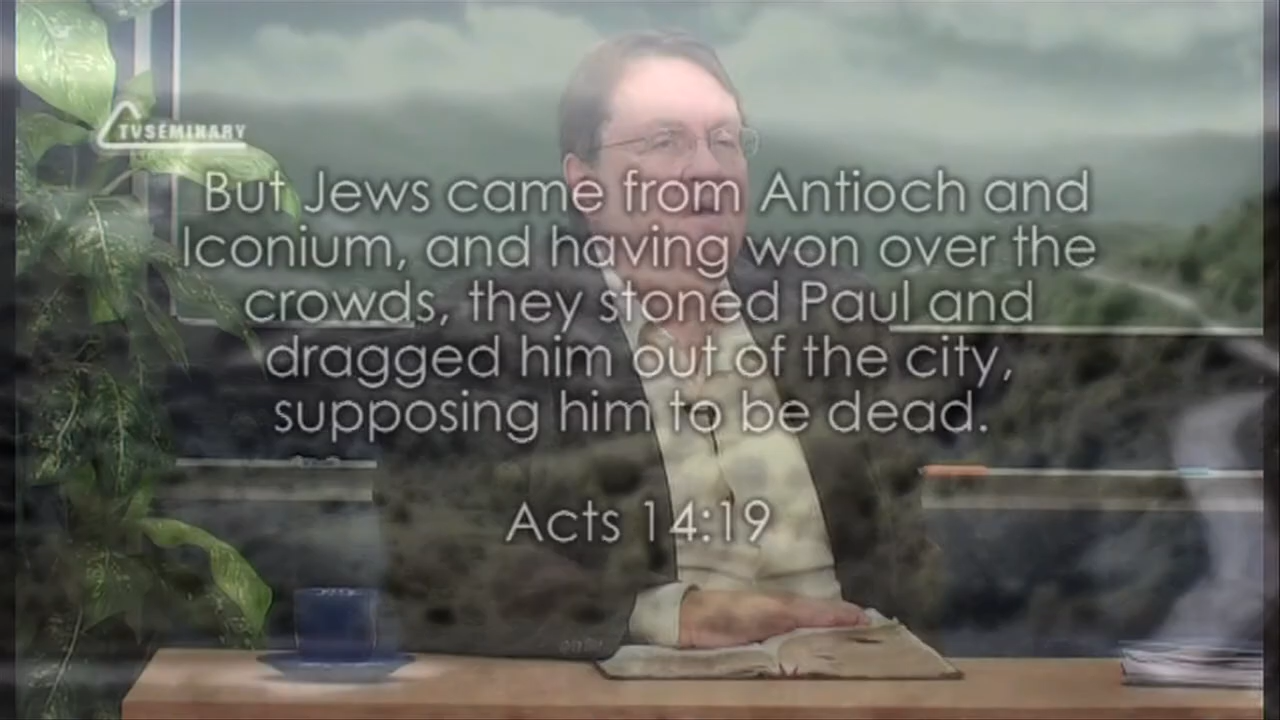 TVSEMINARY
But Jews came from Antioch and
Iconium, and having won over the
crowds, they stoned Paul and
dragged him out of the city,
supposing him to be dead.
Acts 14:19